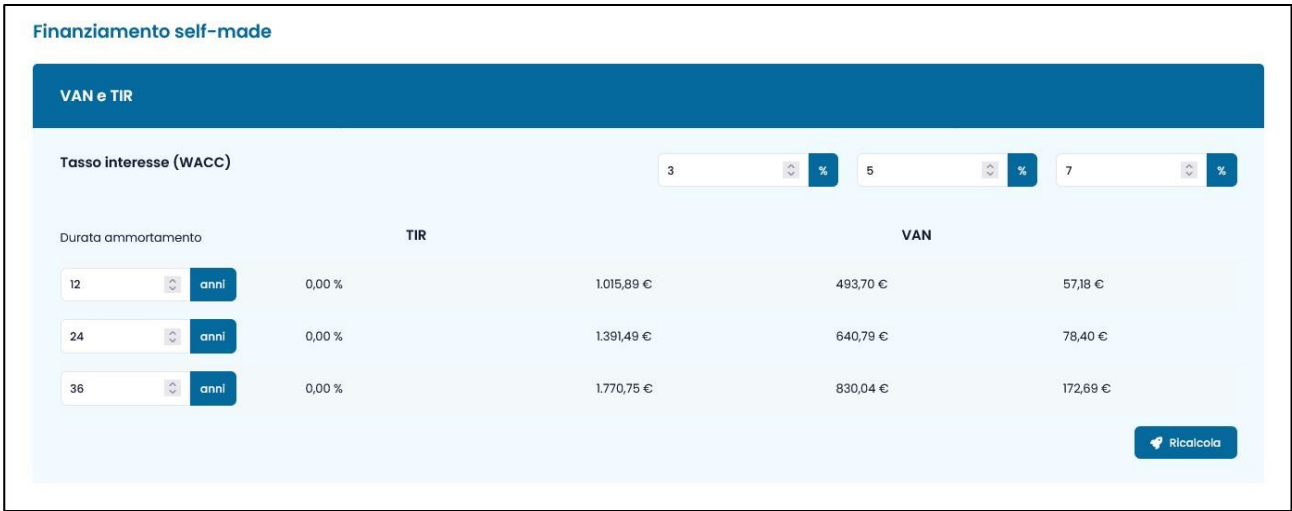 Finanziamento self-made
VAN e TIR
Tasso interesse (WACC) 3 % 5 % 7 %
Durata ammortamento TIR VAN
12 anni 0,00 % 1.015,89 € 493,70 € 57,18 €
24 anni 0,00 % 1.391,49 € 640,79 € 78,40 €
36 anni 0,00 % 1.770,75 € 830,04 € 172,69 €
Ricalcola